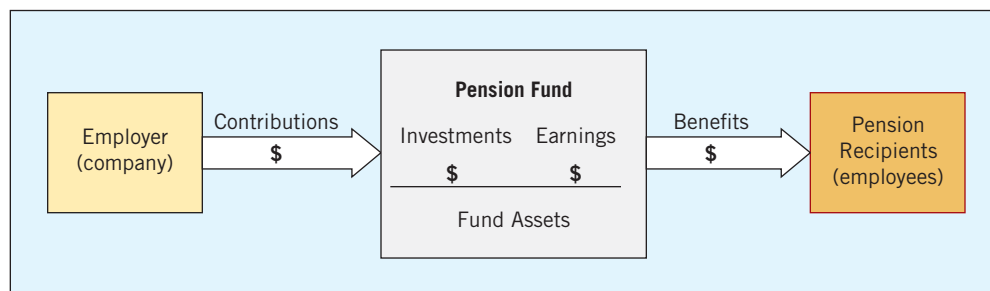 Employer
(company)
Contributions
$
Pension Fund
Investments Earnings
$ $
Fund Assets
Benefits
$
Pension
Recipients
(employees)